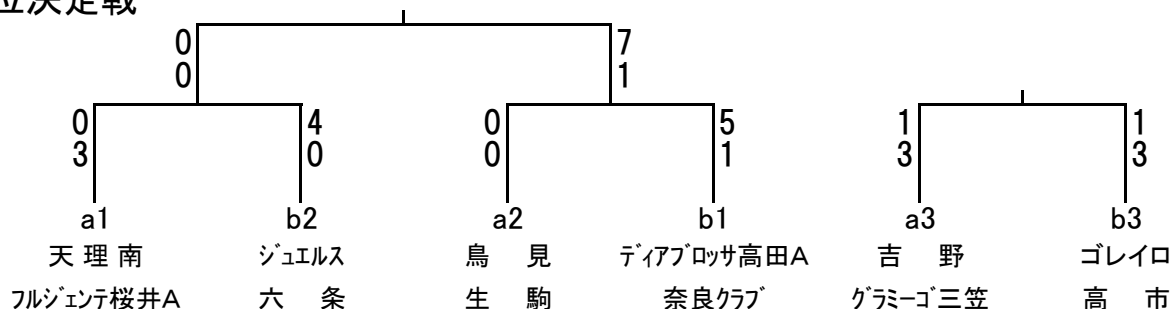 位決定戦
0 7
0 1
0 4 0 5 1 1
3 0 0 1 3 3
a1 b2 a2 b1 a3 b3
天 理 南 ジュエルス 鳥 見 ディアブロッサ高田A 吉 野 ゴレイロ
フルジェンテ桜井A 六 条 生 駒 奈良クラブ グラミーゴ三笠 高 市